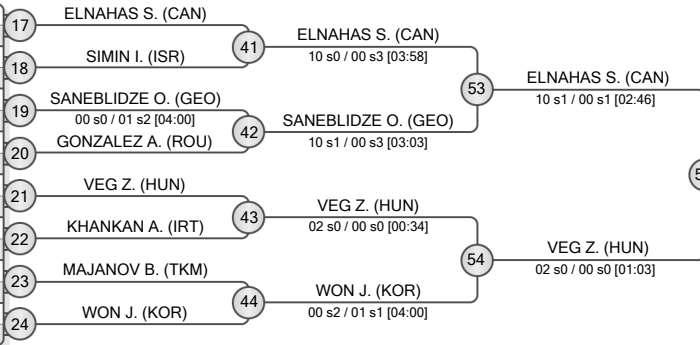 17
ELNAHAS S. (CAN)
18
SIMIN I. (ISR)
41
ELNAHAS S. (CAN)
10 s0 / 00 s3 [03:58]
19
SANEBLIDZE O. (GEO)
00 s0 / 01 s2 [04:00]
20
GONZALEZ A. (ROU)
42
SANEBLIDZE O. (GEO)
10 s1 / 00 s3 [03:03]
53
ELNAHAS S. (CAN)
10 s1 / 00 s1 [02:46]
21
VEG Z. (HUN)
22
KHANKAN A. (IRT)
43
VEG Z. (HUN)
02 s0 / 00 s0 [00:34]
23
MAJANOV B. (TKM)
24
WON J. (KOR)
44
WON J. (KOR)
00 s2 / 01 s1 [04:00]
54
VEG Z. (HUN)
02 s0 / 00 s0 [01:03]